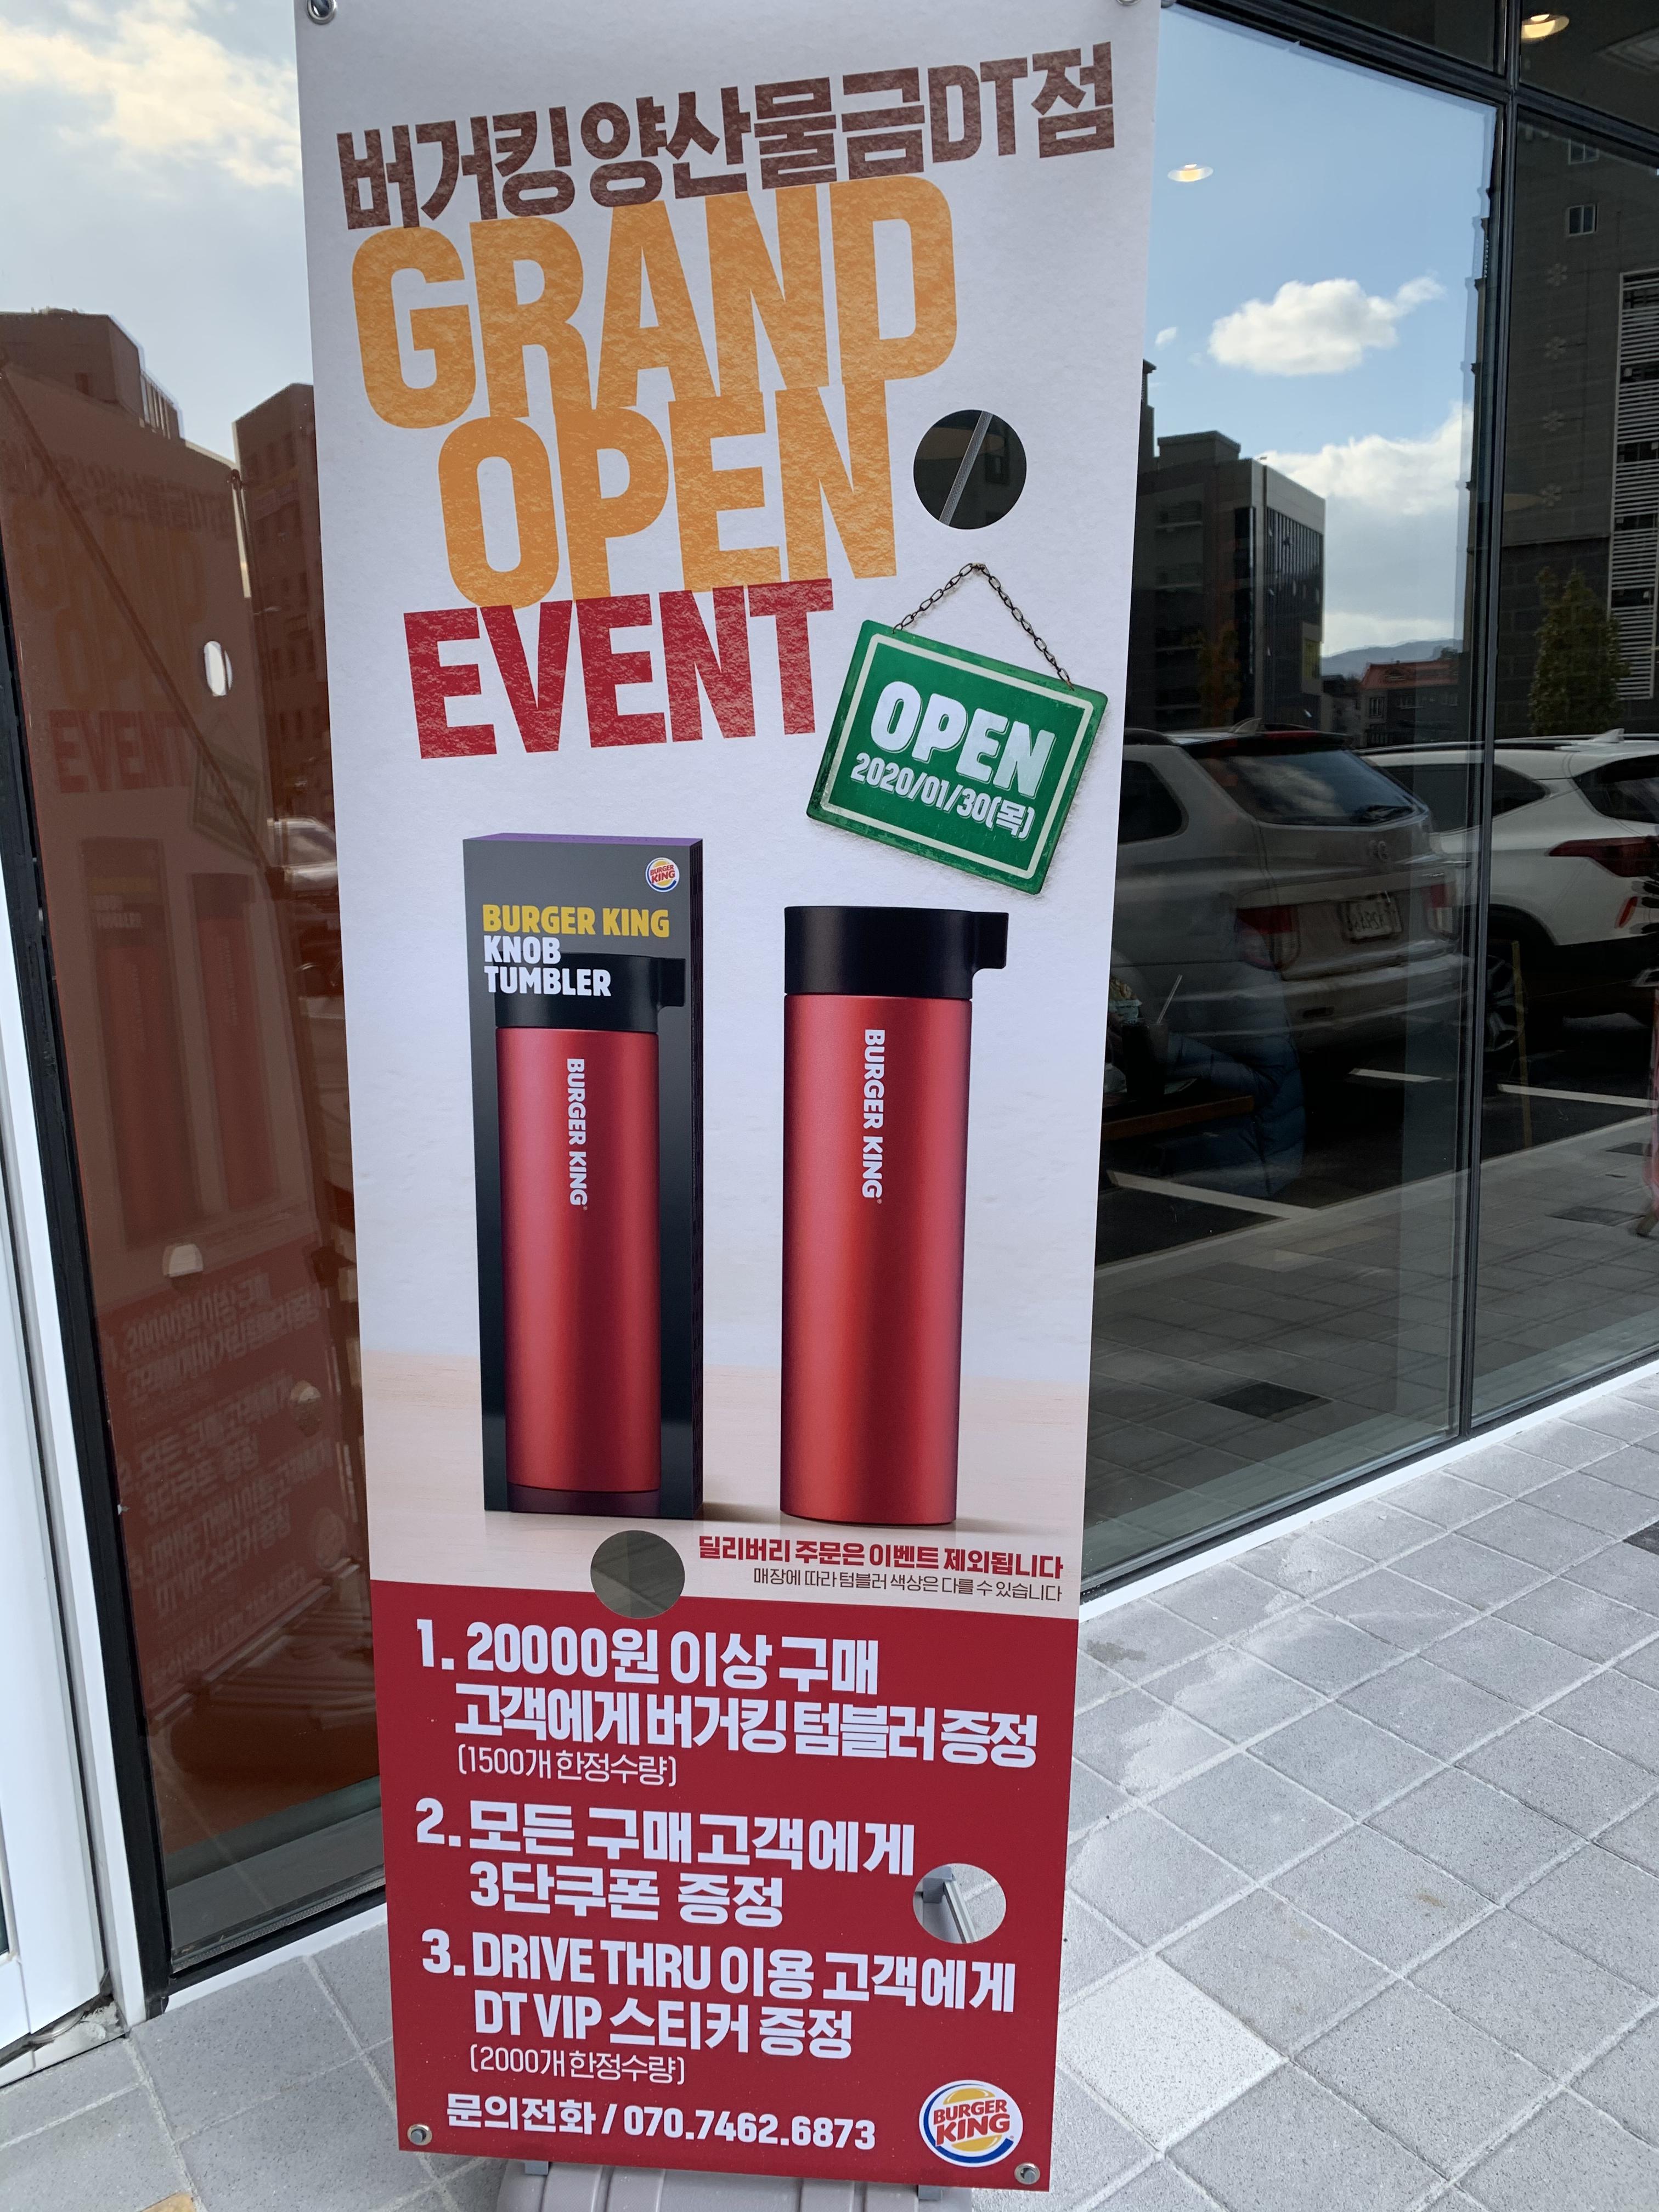 버거킹 양산물금DT점
GRAND
OPEN
EVENT
OPEN
2020/01/30(목)
BURGER KING
BURGER KING
KNOB
TUMBLER
BURGER KING
BURGER KING
딜리버리 주문은 이벤트 제외됩니다
매장에 따라 텀블러 색상은 다를 수 있습니다
1. 20000원 이상 구매
고객에게 버거킹 텀블러 증정
(1500개 한정수량)
2. 모든 구매고객에게
3단쿠폰 증정
3. DRIVE THRU 이용 고객에게
DT VIP 스티커 증정
(2000개 한정수량)
문의전화 / 070.7462.6873
BURGER
KING